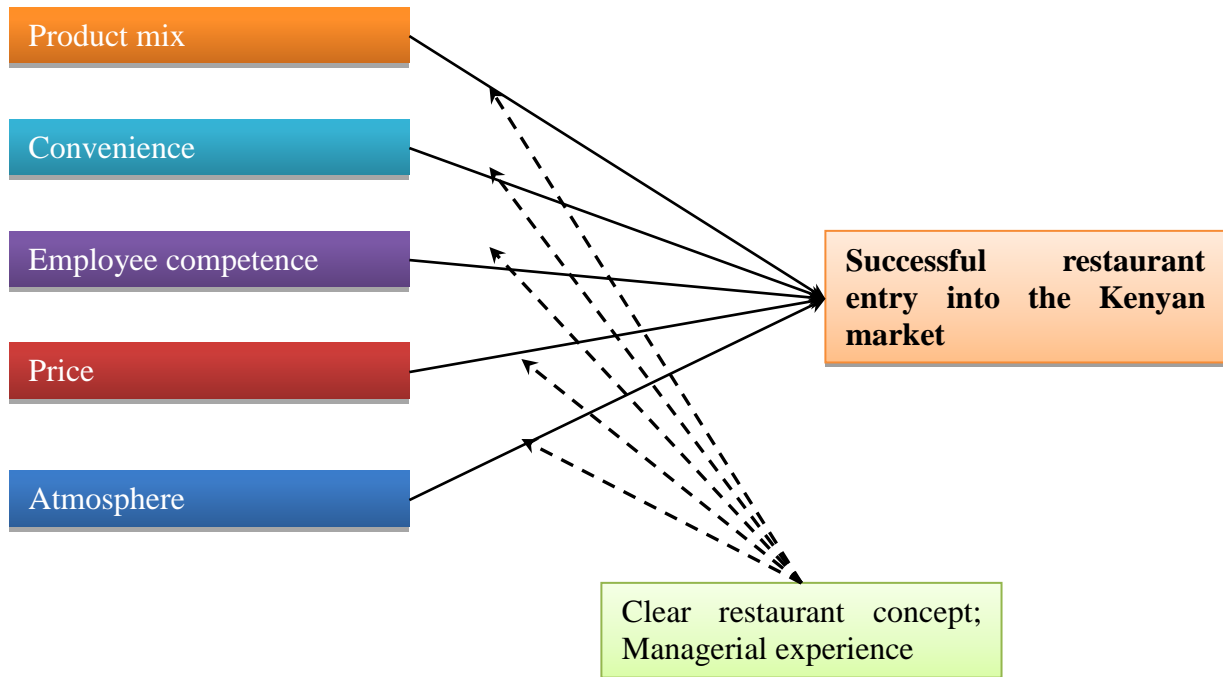 Product mix
Convenience
Employee competence
Price
Atmosphere
Successful restaurant
entry into the Kenyan
market
Clear restaurant concept;
Managerial experience